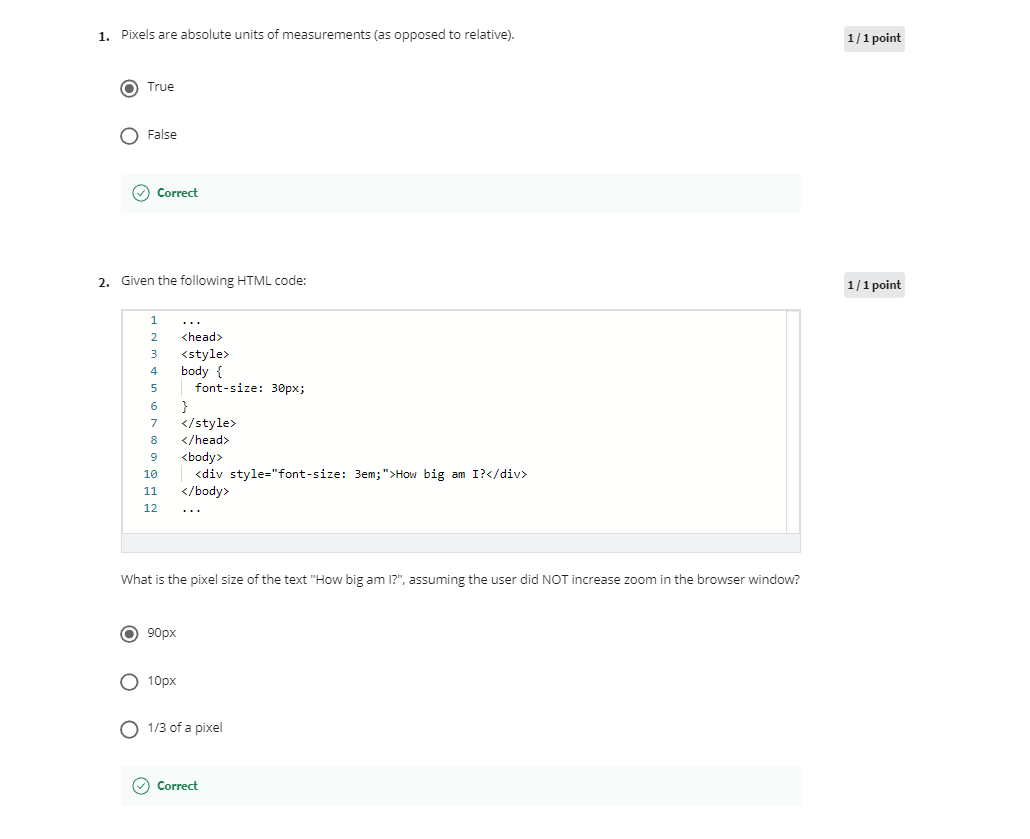 1. Pixels are absolute units of measurements (as opposed to relative).
1 / 1 point
True
False
Correct
2. Given the following HTML code:
1 / 1 point
1 ...
2 <head>
3 <style>
4 body {
5 font-size: 30px;
6 }
7 </style>
8 </head>
9 <body>
10 <div style="font-size: 3em;">How big am I?</div>
11 </body>
12 ...
What is the pixel size of the text "How big am I?", assuming the user did NOT increase zoom in the browser window?
90px
10px
1/3 of a pixel
Correct